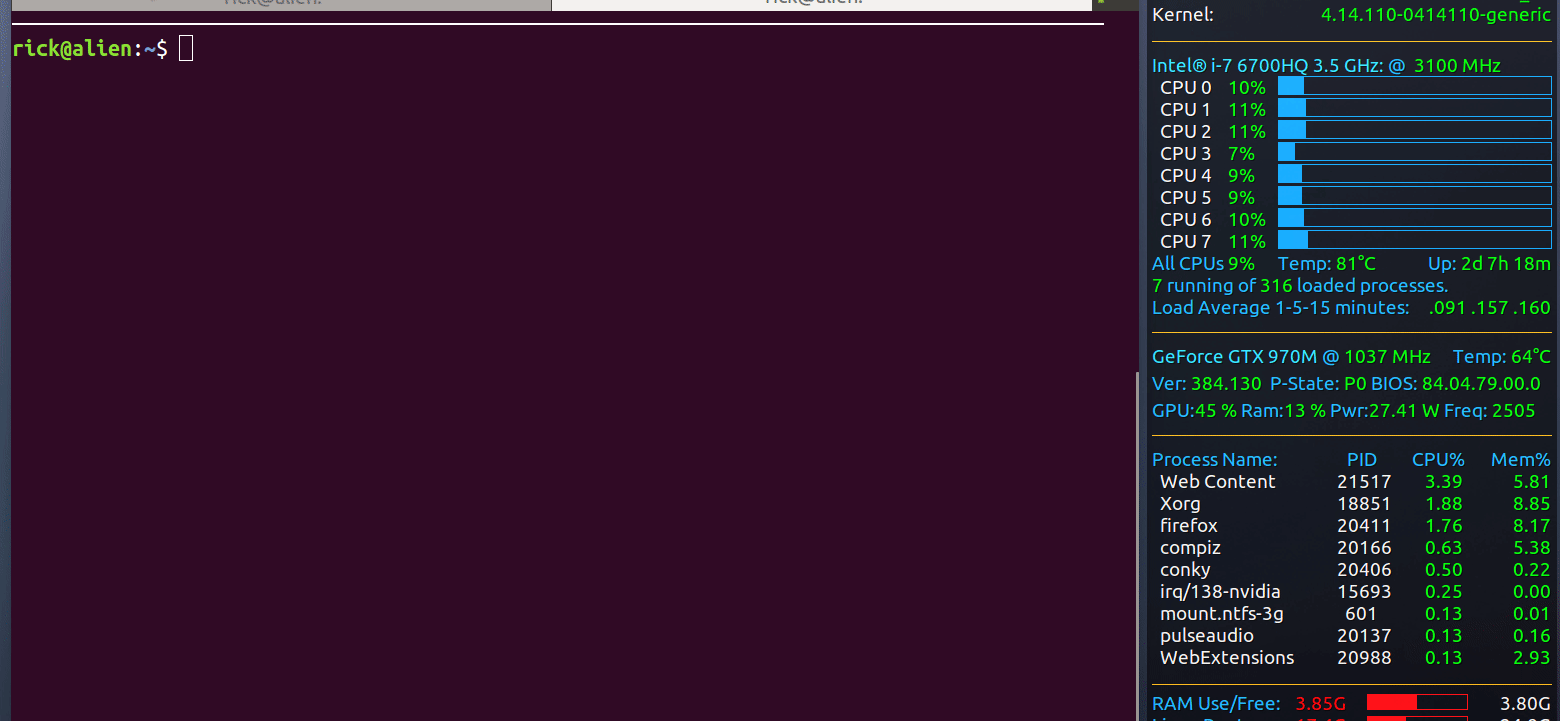 rick@alien:~$
Kernel: 4.14.110-0414110-generic
Intel® i-7 6700HQ 3.5 GHz: @ 3100 MHz
CPU 0 10%
CPU 1 11%
CPU 2 11%
CPU 3 7%
CPU 4 9%
CPU 5 9%
CPU 6 10%
CPU 7 11%
All CPUs 9% Temp: 81°C Up: 2d 7h 18m
7 running of 316 loaded processes.
Load Average 1-5-15 minutes: .091 .157 .160
GeForce GTX 970M @ 1037 MHz Temp: 64°C
Ver: 384.130 P-State: P0 BIOS: 84.04.79.00.0
GPU:45 % Ram:13 % Pwr:27.41 W Freq: 2505
Process Name: PID CPU% Mem%
Web Content 21517 3.39 5.81
Xorg 18851 1.88 8.85
firefox 20411 1.76 8.17
compiz 20166 0.63 5.38
conky 20406 0.50 0.22
irq/138-nvidia 15693 0.25 0.00
mount.ntfs-3g 601 0.13 0.01
pulseaudio 20137 0.13 0.16
WebExtensions 20988 0.13 2.93
RAM Use/Free: 3.85G 3.80G